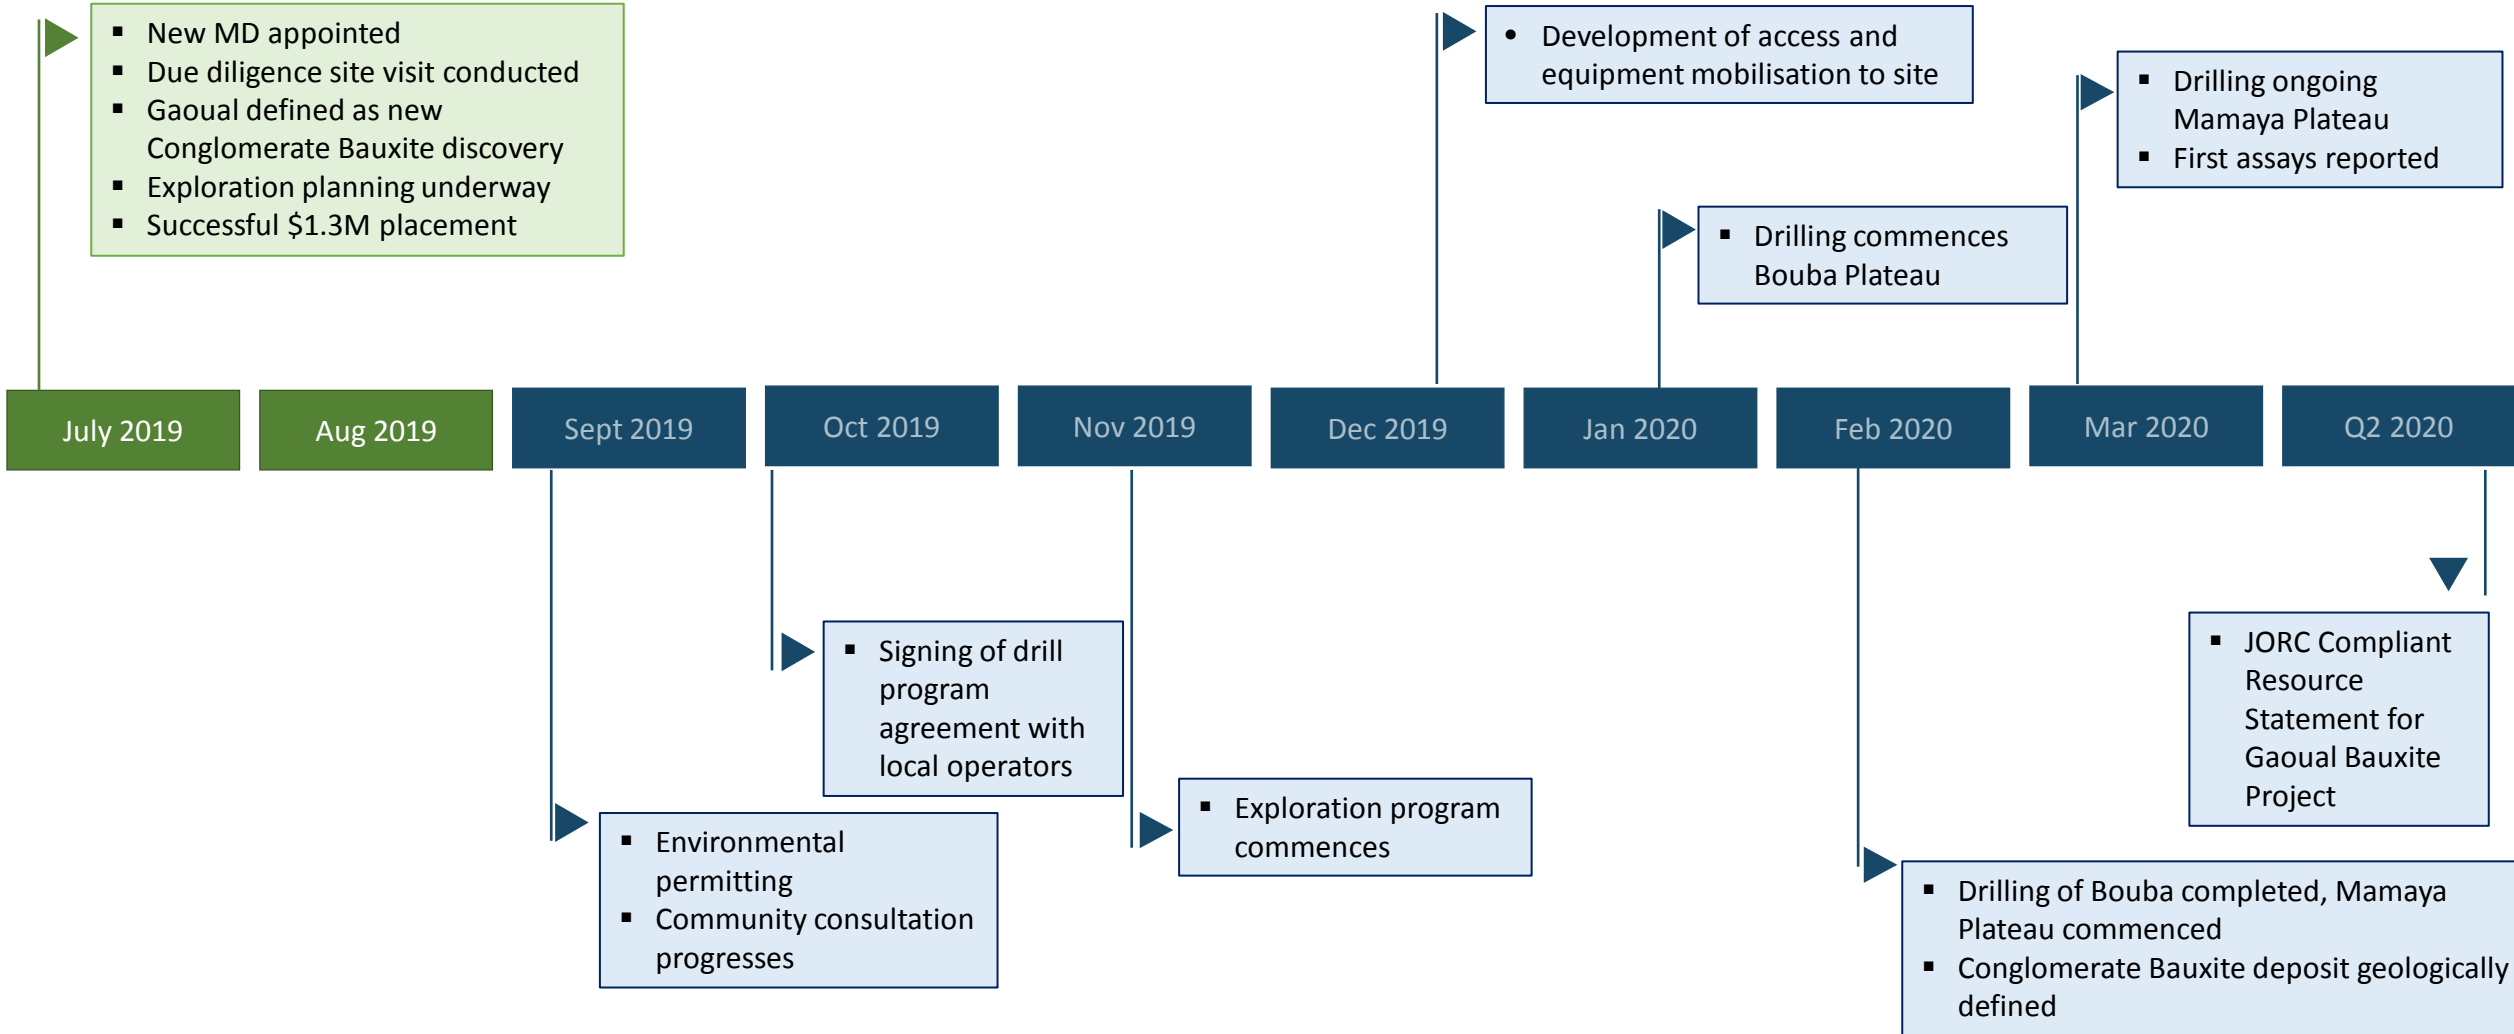 ▪ New MD appointed
▪ Due diligence site visit conducted
▪ Gaoual defined as new
Conglomerate Bauxite discovery
▪ Exploration planning underway
▪ Successful $1.3M placement
• Development of access and
equipment mobilisation to site
▪ Drilling ongoing
Mamaya Plateau
▪ First assays reported
▪ Drilling commences
Bouba Plateau
July 2019
Aug 2019
Sept 2019
Oct 2019
Nov 2019
Dec 2019
Jan 2020
Feb 2020
Mar 2020
Q2 2020
▪ Environmental
permitting
▪ Community consultation
progresses
▪ Signing of drill
program
agreement with
local operators
▪ Exploration program
commences
▪ Drilling of Bouba completed, Mamaya
Plateau commenced
▪ Conglomerate Bauxite deposit geologically
defined
▪ JORC Compliant
Resource
Statement for
Gaoual Bauxite
Project